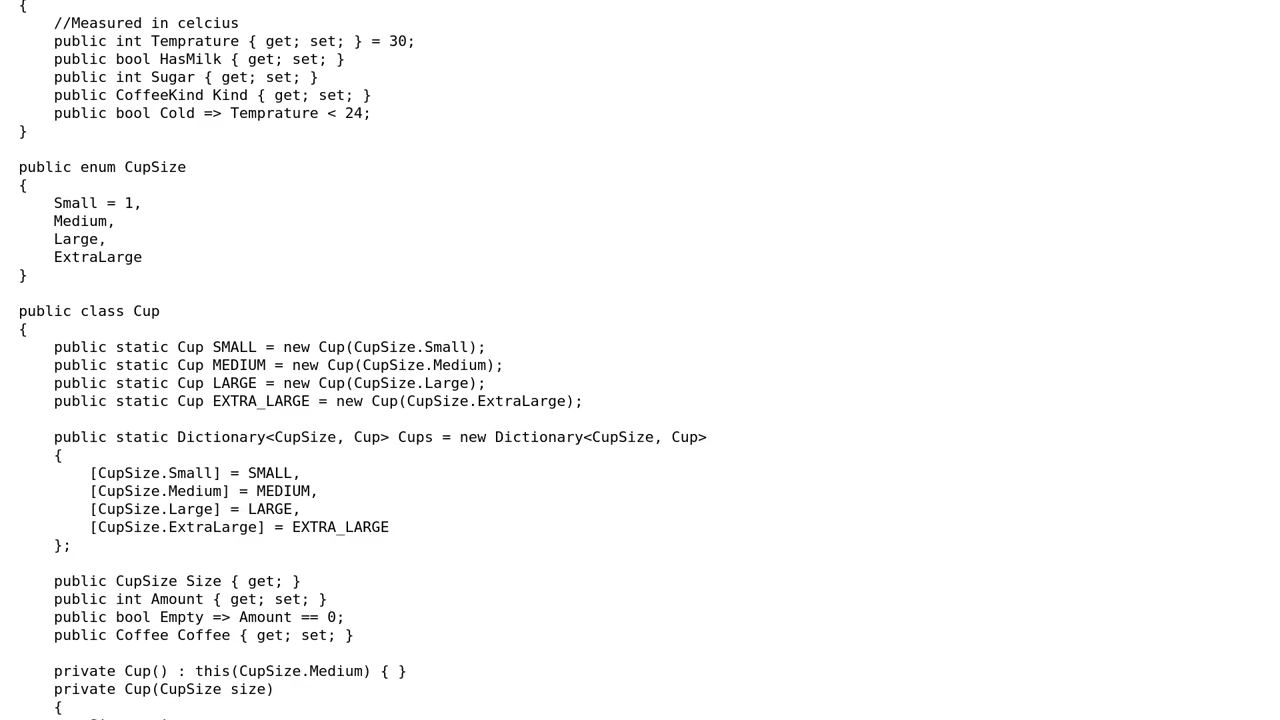 {
    //Measured in celcius
    public int Temprature { get; set; } = 30;
    public bool HasMilk { get; set; }
    public int Sugar { get; set; }
    public CoffeeKind Kind { get; set; }
    public bool Cold => Temprature < 24;
}

public enum CupSize
{
    Small = 1,
    Medium,
    Large,
    ExtraLarge
}

public class Cup
{
    public static Cup SMALL = new Cup(CupSize.Small);
    public static Cup MEDIUM = new Cup(CupSize.Medium);
    public static Cup LARGE = new Cup(CupSize.Large);
    public static Cup EXTRA_LARGE = new Cup(CupSize.ExtraLarge);

    public static Dictionary<CupSize, Cup> Cups = new Dictionary<CupSize, Cup>
    {
        [CupSize.Small] = SMALL,
        [CupSize.Medium] = MEDIUM,
        [CupSize.Large] = LARGE,
        [CupSize.ExtraLarge] = EXTRA_LARGE
    };

    public CupSize Size { get; }
    public int Amount { get; set; }
    public bool Empty => Amount == 0;
    public Coffee Coffee { get; set; }

    private Cup() : this(CupSize.Medium) { }
    private Cup(CupSize size)
    {